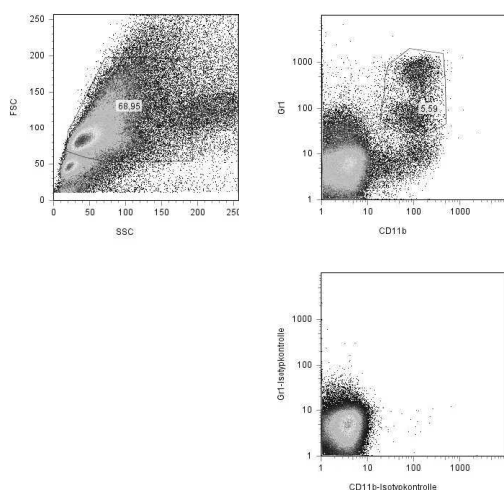 250
200
150
100
50
0
FSC
68,95
0 50 100 150 200 250
SSC
1000
100
10
1
Gr1
5,59
1 10 100 1000
CD11b
1000
100
10
1
Gr1-Isotypkontrolle
1 10 100 1000
CD11b-Isotypkontrolle